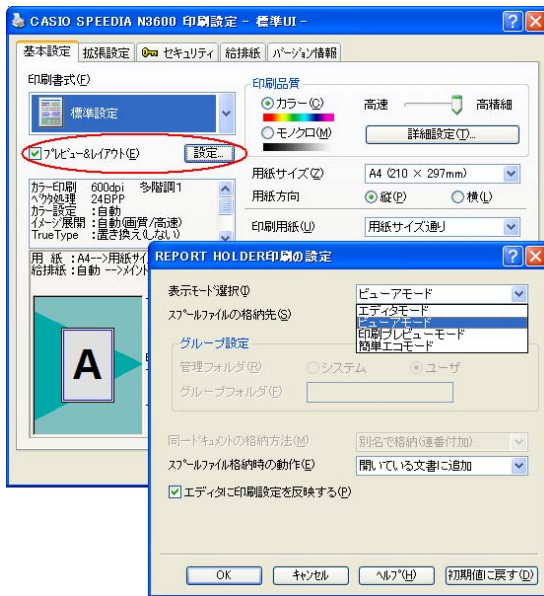 CASIO SPEEDIA N3600 印刷設定 - 標準UI -
基本設定 拡張設定 セキュリティ 給排紙 バージョン情報
印刷書式(F)
標準設定
プレビュー&レイアウト(E) 設定...
カラー印刷 600dpi 多階調1
ベクタ処理 24BPP
カラー設定 :自動
イメージ展開 :自動(画質/高速)
TrueType :置き換え(しない)
用 紙 :A4-->用紙サイ
給排紙 :自動 -->メイント
A
印刷品質
カラー(C) 高速 高精細
モノクロ(M) 詳細設定(T)...
用紙サイズ(Z) A4 (210 × 297mm)
用紙方向 縦(P) 横(L)
印刷用紙(U) 用紙サイズ通り
REPORT HOLDER印刷の設定
表示モード選択(I) ビューアモード
エディタモード
ビューアモード
印刷プレビューモード
簡単エコモード
スプールファイルの格納先(S)
グループ設定
管理フォルダ(R) システム ユーザ
グループフォルダ(F)
同一ドキュメントの格納方法(M) 別名で格納(連番付加)
スプールファイル格納時の動作(E) 開いている文書に追加
エディタに印刷設定を反映する(P)
OK キャンセル ヘルプ(H) 初期値に戻す(D)